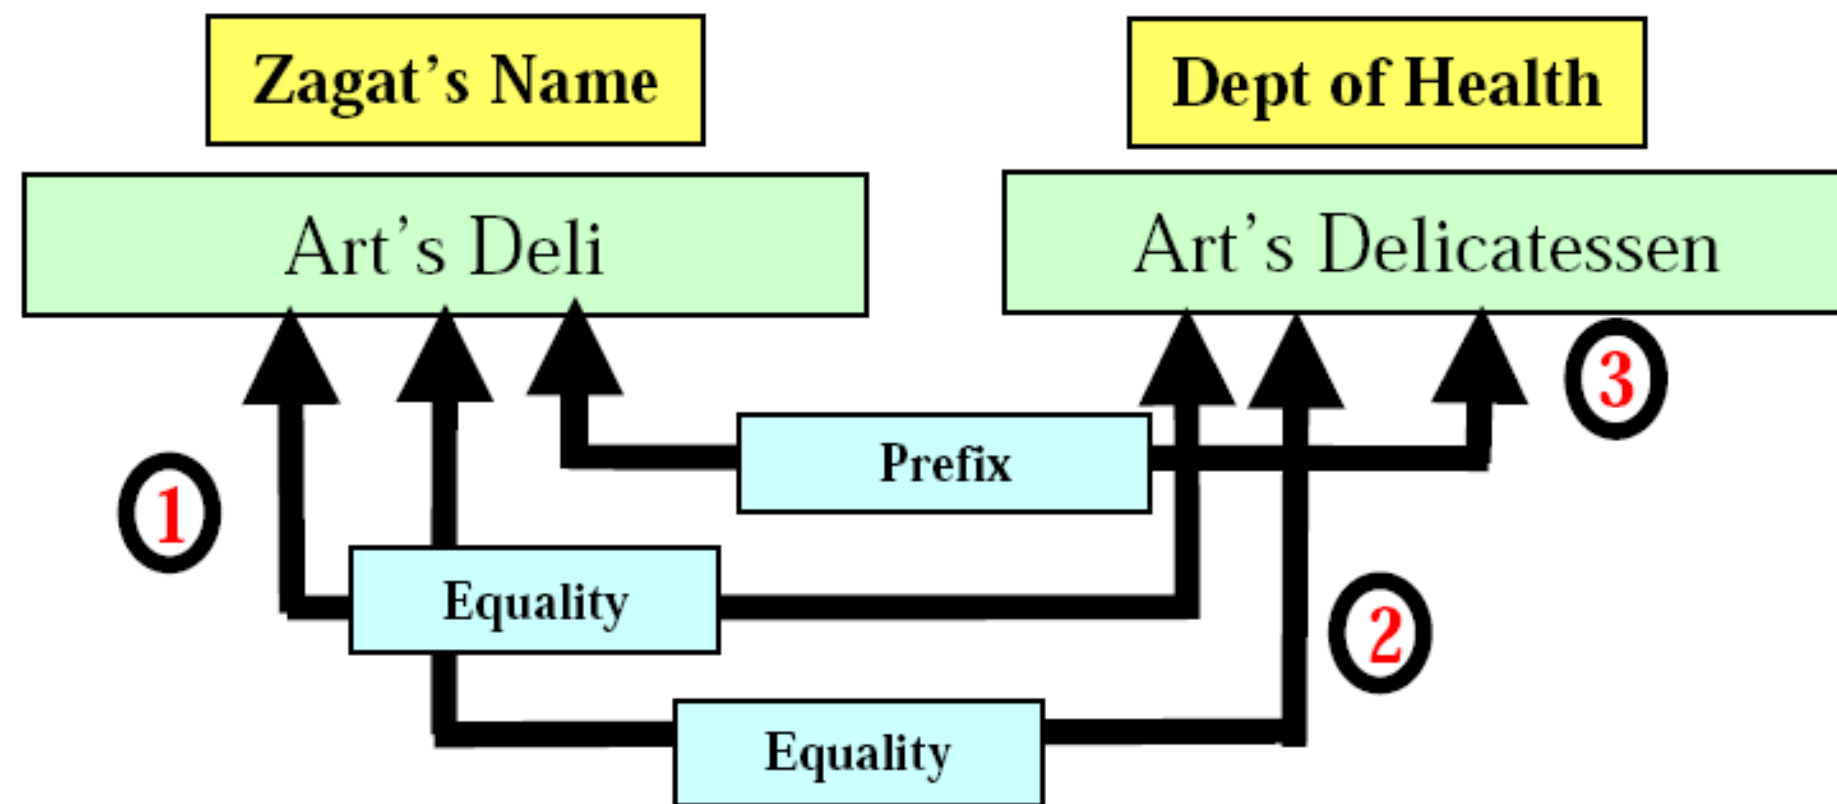 Zagat’s Name
Dept of Health
Art’s Deli
Art’s Delicatessen
3
Prefix
1
Equality
2
Equality